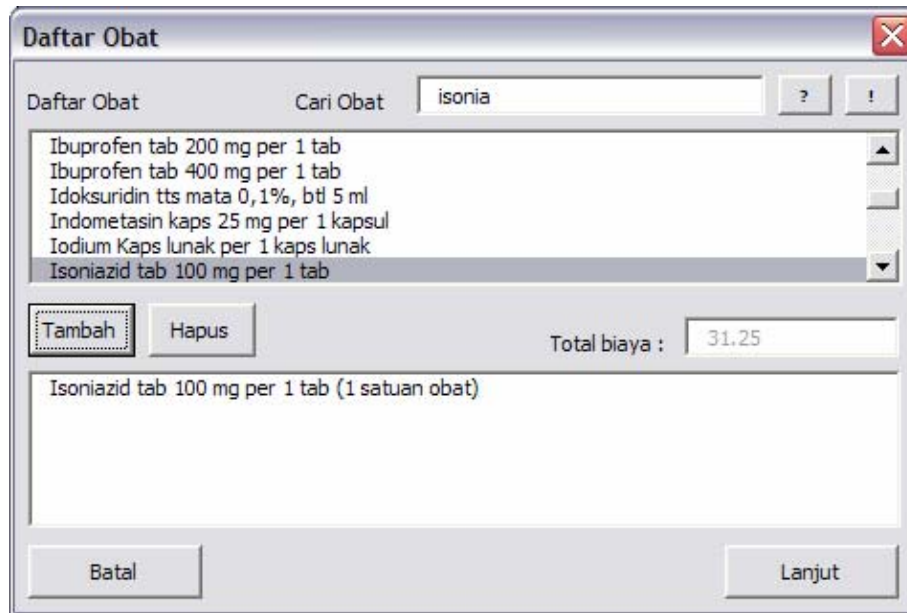 Daftar Obat
Daftar Obat Cari Obat isonia ? !
Ibuprofen tab 200 mg per 1 tab
Ibuprofen tab 400 mg per 1 tab
Idoksuridin tts mata 0,1%, btl 5 ml
Indometasin kaps 25 mg per 1 kapsul
Iodium Kaps lunak per 1 kaps lunak
Isoniazid tab 100 mg per 1 tab
Tambah Hapus Total biaya : 31.25
Isoniazid tab 100 mg per 1 tab (1 satuan obat)
Batal Lanjut